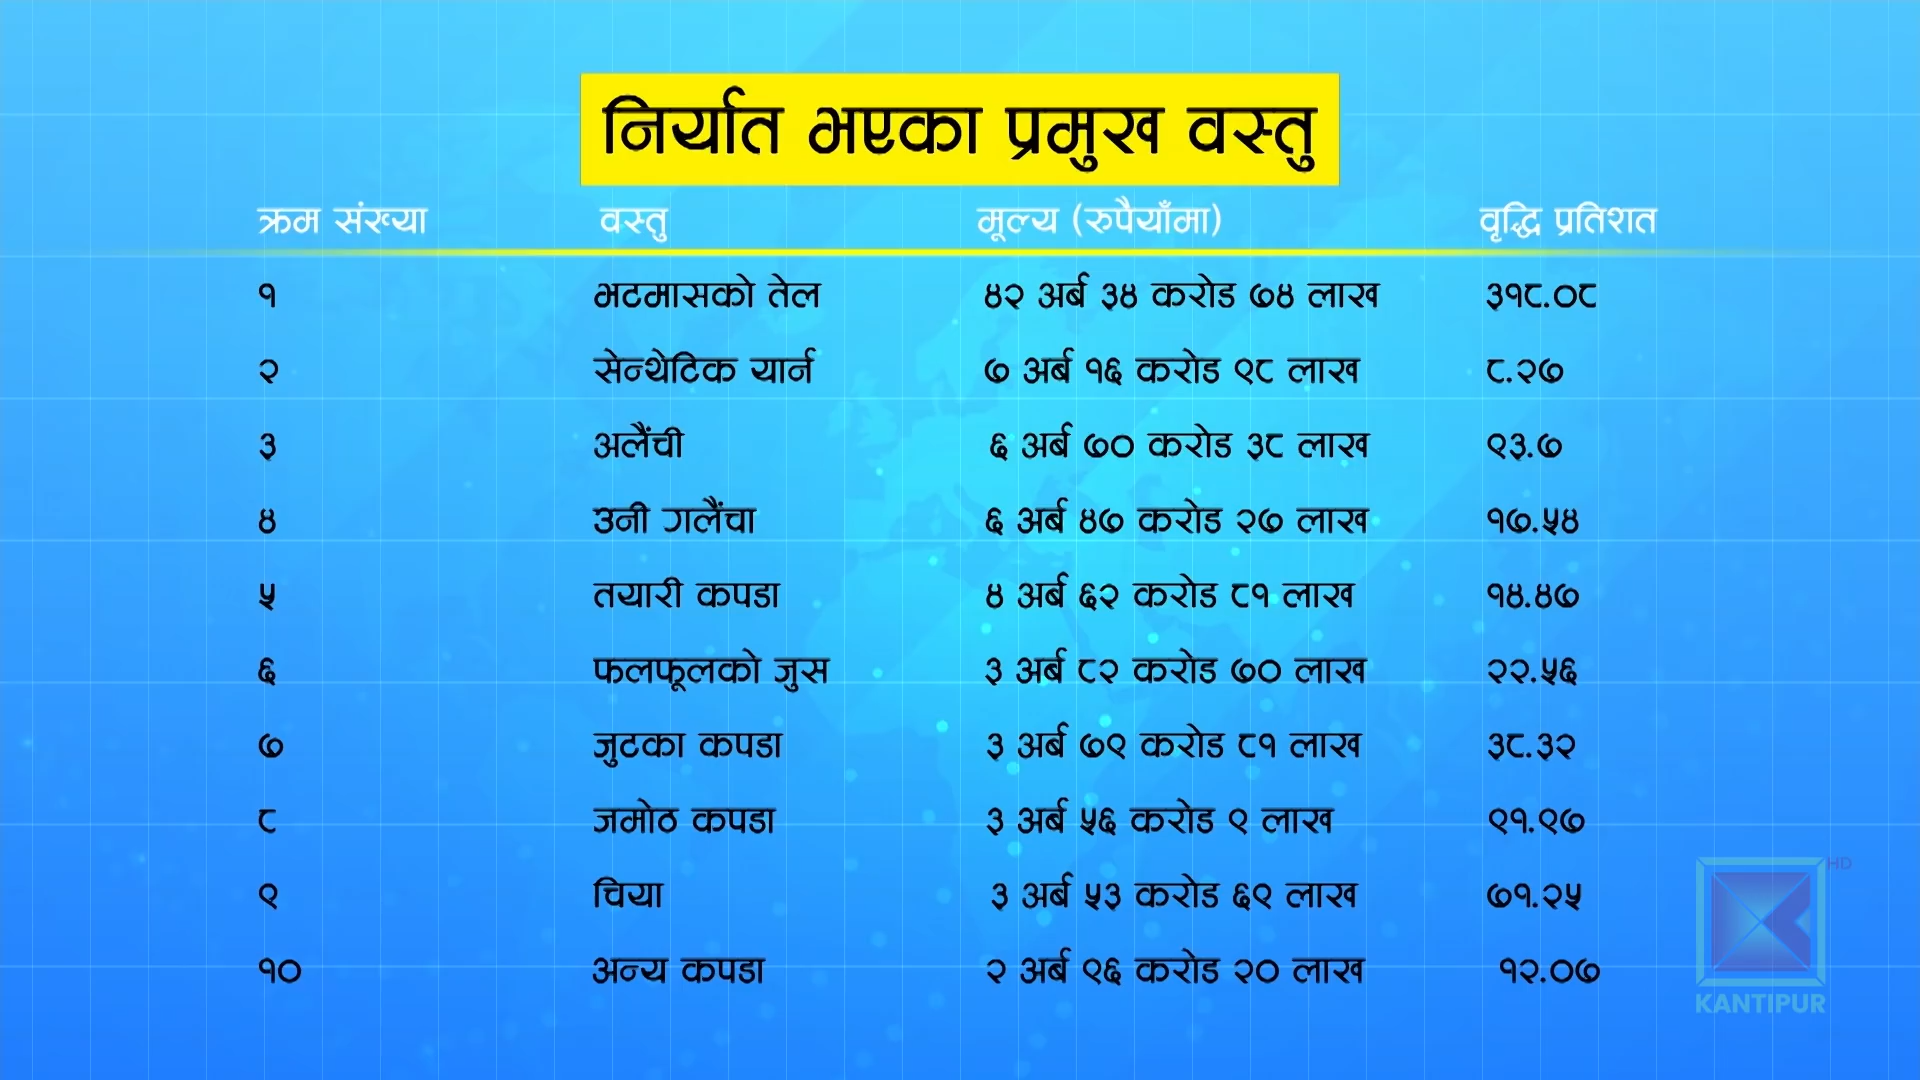 निर्यात भएका प्रमुख वस्तु
क्रम संख्या वस्तु मूल्य (रुपैयाँमा) वृद्धि प्रतिशत
१ भटमासको तेल ४२ अर्ब ३४ करोड ७४ लाख ३१८.०८
२ सेन्थेटिक यार्न ७ अर्ब १६ करोड ९८ लाख ८.२७
३ अलैंची ६ अर्ब ७० करोड ३८ लाख ९३.७
४ उनी गलैंचा ६ अर्ब ४७ करोड २७ लाख १७.५४
५ तयारी कपडा ४ अर्ब ६२ करोड ८१ लाख १४.४७
६ फलफूलको जुस ३ अर्ब ८२ करोड ७० लाख २२.५६
७ जुटका कपडा ३ अर्ब ७९ करोड ८१ लाख ३८.३२
८ जमोठ कपडा ३ अर्ब ५६ करोड ९ लाख ९१.९७
९ चिया ३ अर्ब ५३ करोड ६९ लाख ७१.२५
१० अन्य कपडा २ अर्ब ९६ करोड २० लाख १२.०७
HD
KANTIPUR